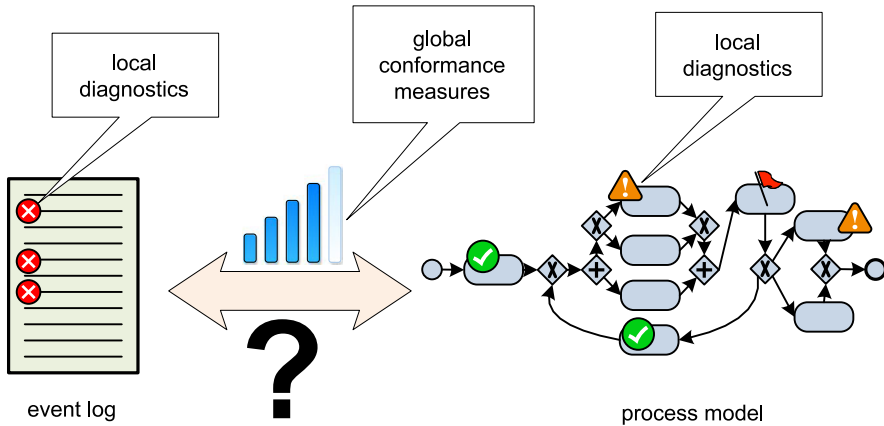 local
diagnostics
global
conformance
measures
local
diagnostics
?
event log
process model